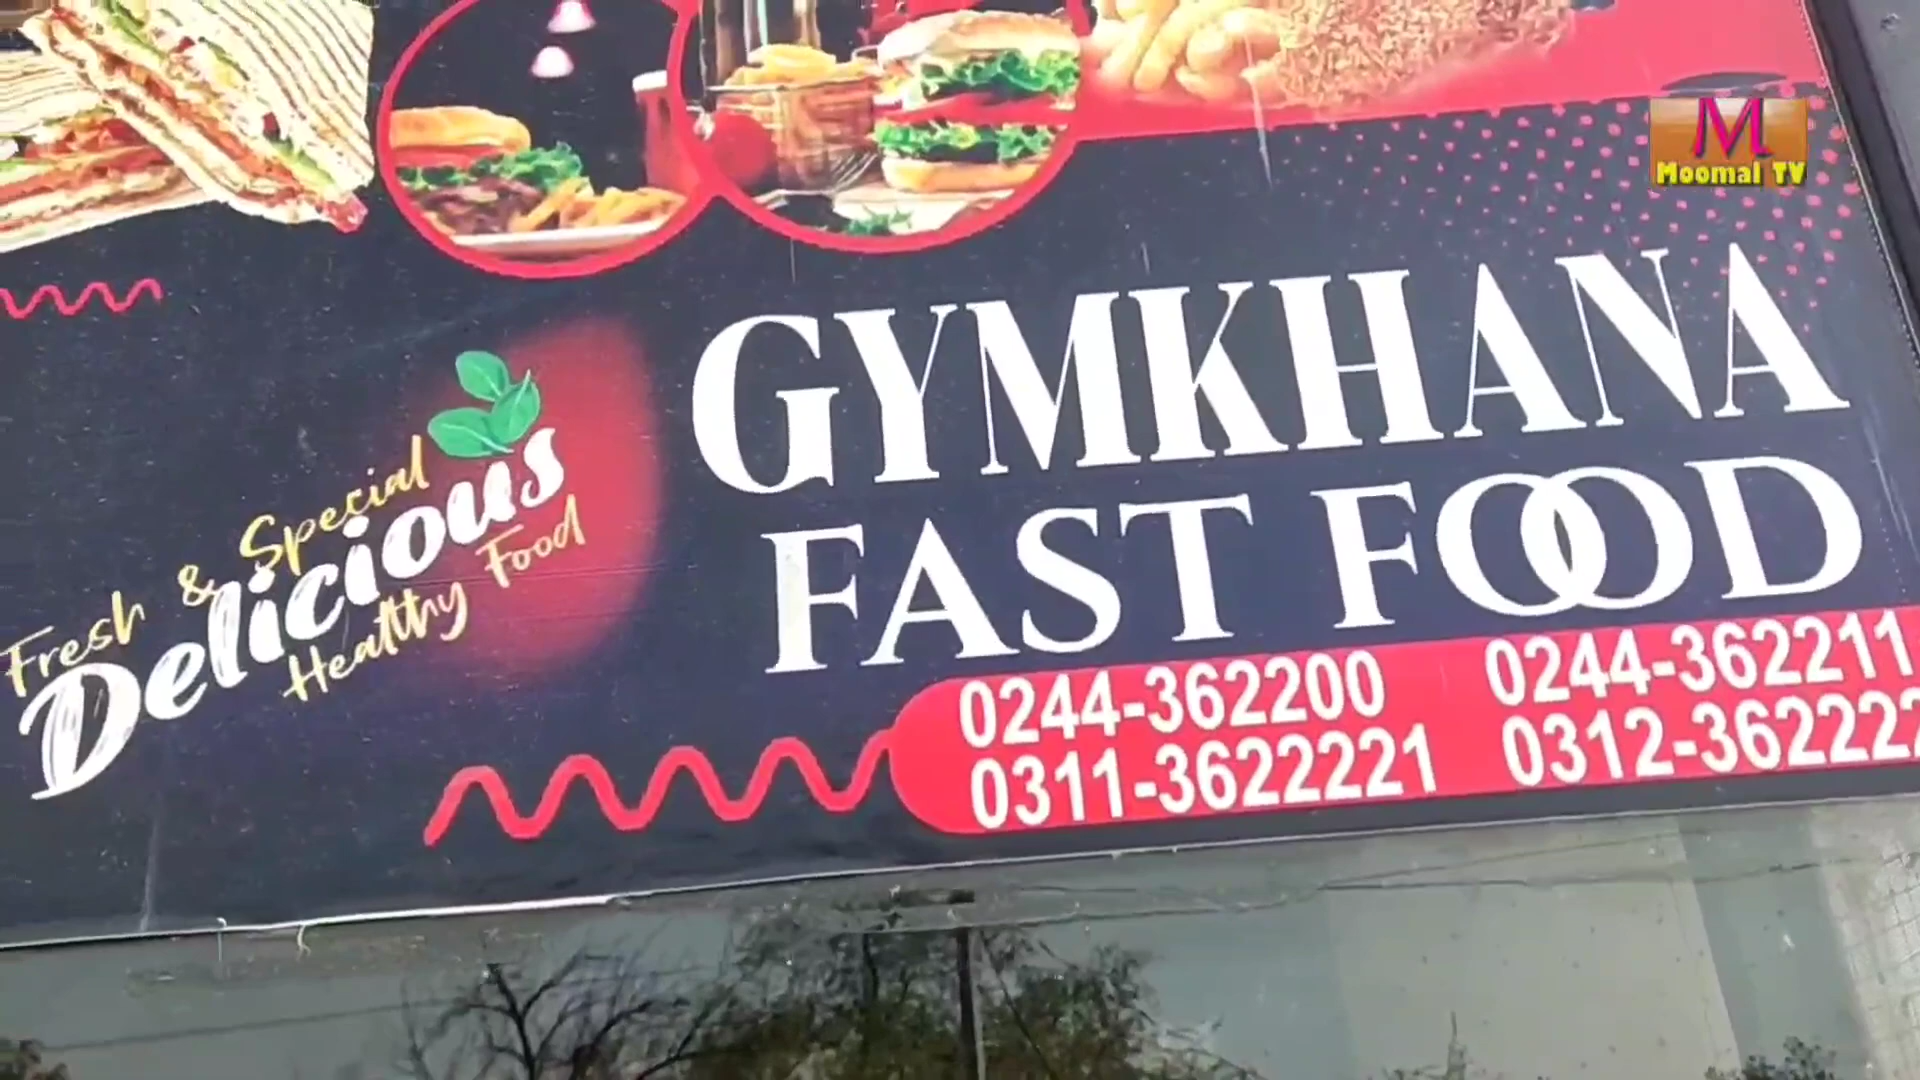 M
Moomal TV
GYMKHANA
FAST FOOD
Fresh & Special
Delicious
Healthy Food
0244-362200 0244-362211
0311-3622221 0312-362222